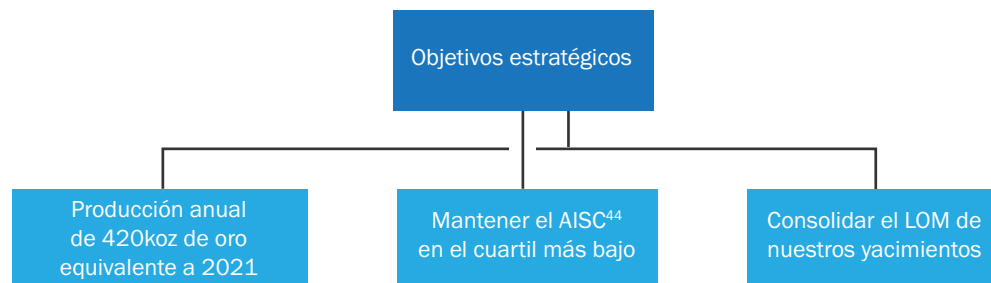 Objetivos estratégicos
Producción anual
de 420koz de oro
equivalente a 2021
Mantener el AISC⁴⁴
en el cuartil más bajo
Consolidar el LOM de
nuestros yacimientos